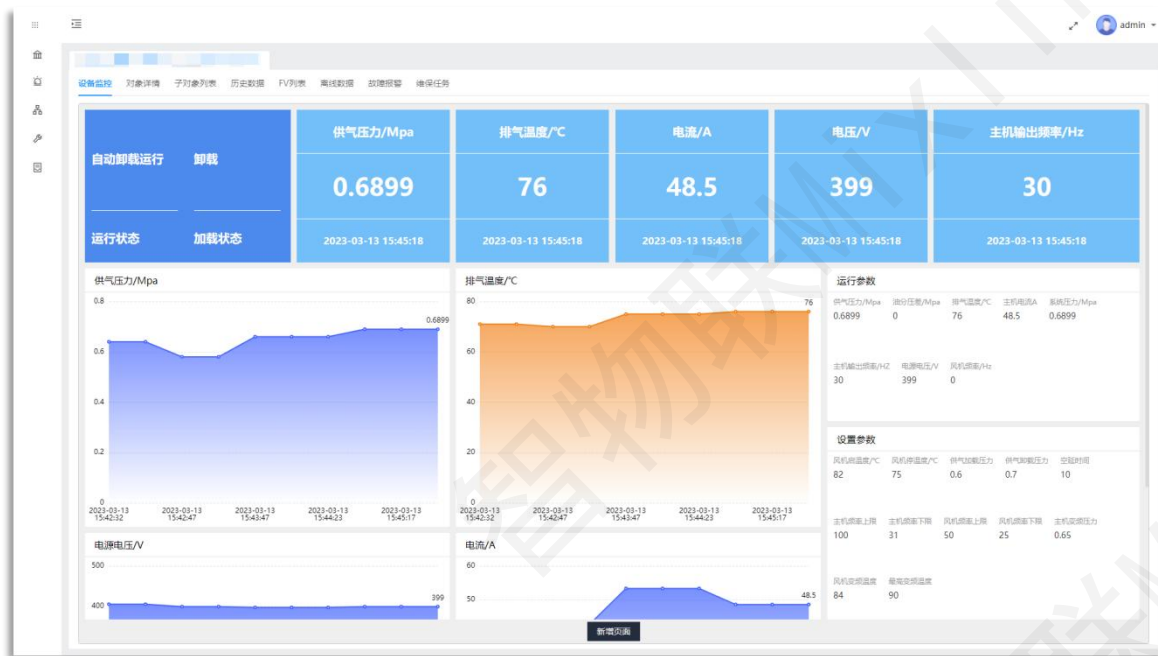 admin
设备监控 对象详情 子对象列表 历史数据 FV列表 离线数据 故障报警 维保任务
自动卸载运行 卸载
运行状态 加载状态
供气压力/Mpa 排气温度/℃ 电流/A 电压/V 主机输出频率/Hz
0.6899 76 48.5 399 30
2023-03-13 15:45:18 2023-03-13 15:45:18 2023-03-13 15:45:18 2023-03-13 15:45:18 2023-03-13 15:45:18
供气压力/Mpa
0.8
0.6899
0.6
0.4
0.2
0
2023-03-13 2023-03-13 2023-03-13 2023-03-13 2023-03-13
15:42:32 15:42:47 15:43:47 15:44:23 15:45:17
排气温度/℃
80
76
60
40
20
0
2023-03-13 2023-03-13 2023-03-13 2023-03-13 2023-03-13
15:42:32 15:42:47 15:43:47 15:44:23 15:45:17
运行参数
供气压力/Mpa 油分压差/Mpa 排气温度/℃ 主机电流A 系统压力/Mpa
0.6899 0 76 48.5 0.6899
主机输出频率/HZ 电源电压/V 风机频率/Hz
30 399 0
设置参数
风机启温度/℃ 风机停温度/℃ 供气加载压力 供气卸载压力 空延时间
82 75 0.6 0.7 10
主机频率上限 主机频率下限 风机频率上限 风机频率下限 主机变频压力
100 31 50 25 0.65
风机变频温度 最高变频温度
84 90
电源电压/V
500
399
400
电流/A
60
50
48.5
新增页面
智物联MiXIOT